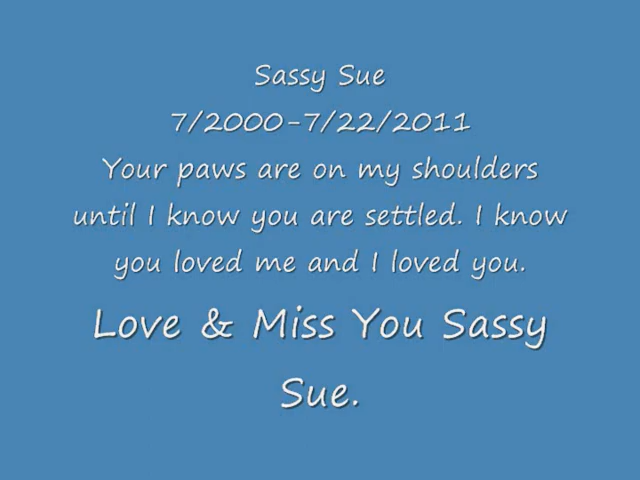 Sassy Sue
7/2000-7/22/2011
Your paws are on my shoulders
until I know you are settled. I know
you loved me and I loved you.
Love & Miss You Sassy
Sue.